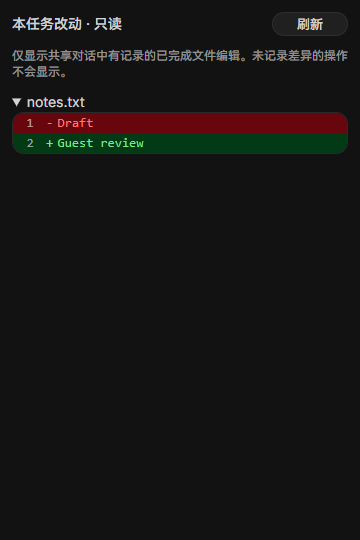 本任务改动 · 只读
刷新
仅显示共享对话中有记录的已完成文件编辑。未记录差异的操作
不会显示。
▼ notes.txt
1 - Draft
2 + Guest review